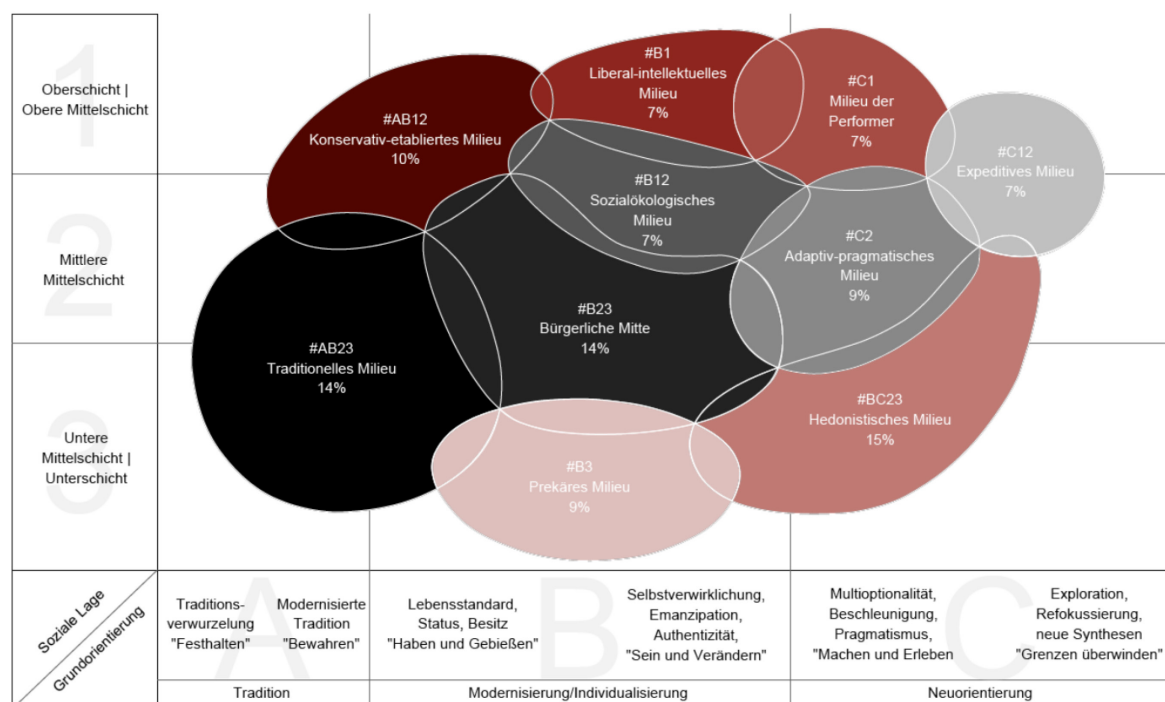 1
Oberschicht |
Obere Mittelschicht
2
Mittlere
Mittelschicht
3
Untere
Mittelschicht |
Unterschicht
#AB12
Konservativ-etabliertes Milieu
10%
#B1
Liberal-intellektuelles
Milieu
7%
#C1
Milieu der
Performer
7%
#C12
Expeditives Milieu
7%
#B12
Sozialökologisches
Milieu
7%
#C2
Adaptiv-pragmatisches
Milieu
9%
#AB23
Traditionelles Milieu
14%
#B23
Bürgerliche Mitte
14%
#BC23
Hedonistisches Milieu
15%
#B3
Prekäres Milieu
9%
Soziale Lage
Grundorientierung
A
Traditions-
verwurzelung
"Festhalten"
Modernisierte
Tradition
"Bewahren"
B
Lebensstandard,
Status, Besitz
"Haben und Gebießen"
Selbstverwirklichung,
Emanzipation,
Authentizität,
"Sein und Verändern"
C
Multioptionalität,
Beschleunigung,
Pragmatismus,
"Machen und Erleben
Exploration,
Refokussierung,
neue Synthesen
"Grenzen überwinden"
Tradition
Modernisierung/Individualisierung
Neuorientierung